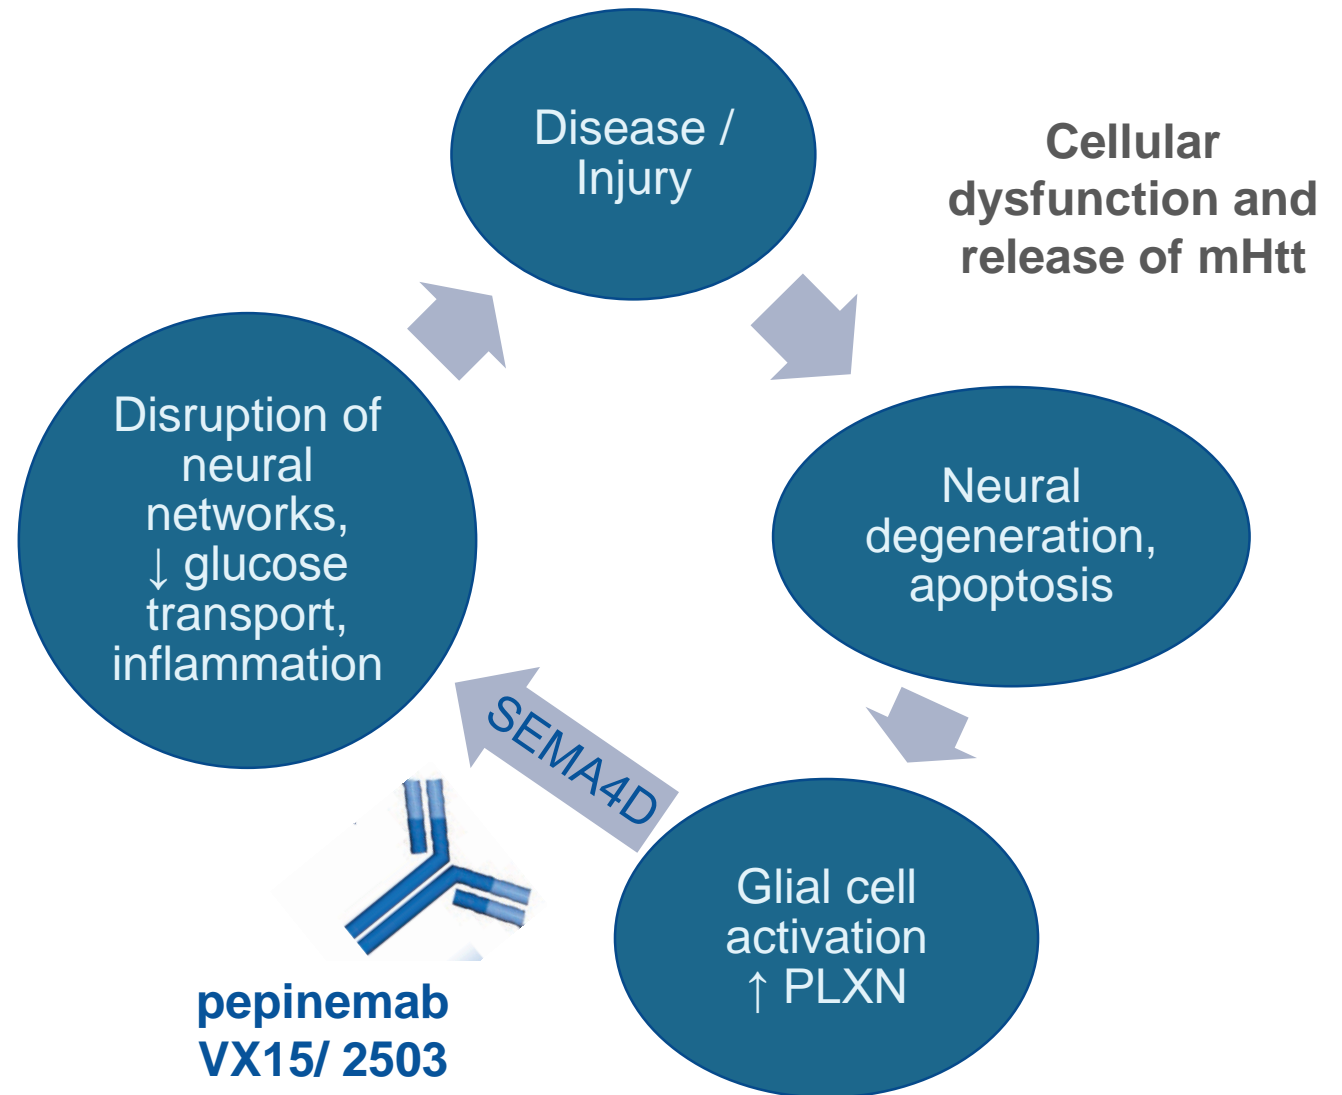 Disease /
Injury
Cellular
dysfunction and
release of mHtt
Neural
degeneration,
apoptosis
Glial cell
activation
↑ PLXN
SEMA4D
Disruption of
neural
networks,
↓ glucose
transport,
inflammation
pepinemab
VX15/ 2503